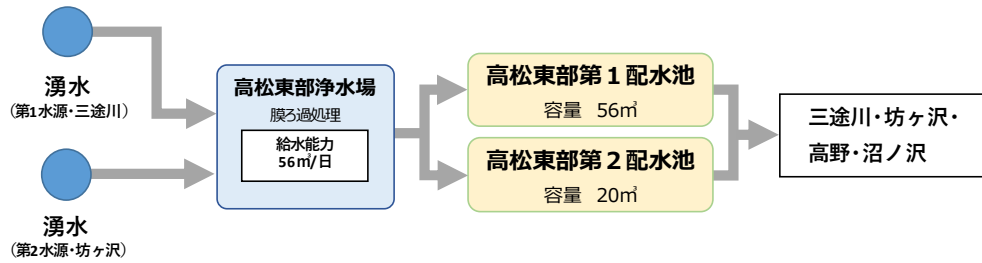 湧水
(第1水源･三途川)
湧水
(第2水源･坊ヶ沢)
高松東部浄水場
膜ろ過処理
給水能力
56㎥/日
高松東部第１配水池
容量 56㎥
高松東部第２配水池
容量 20㎥
三途川･坊ヶ沢･
高野･沼ノ沢